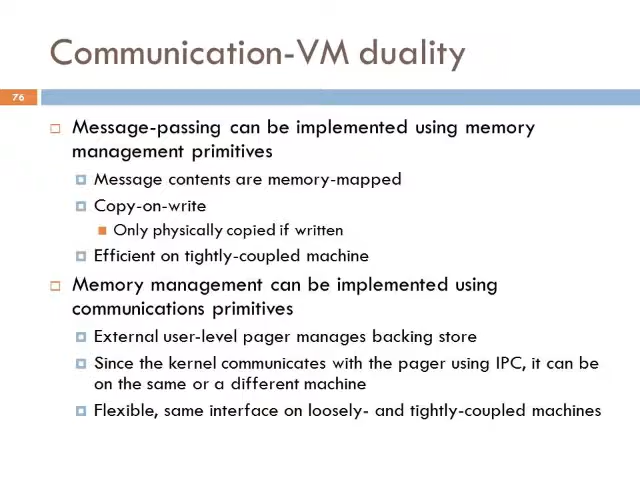 Communication-VM duality
76
Message-passing can be implemented using memory
management primitives
Message contents are memory-mapped
Copy-on-write
Only physically copied if written
Efficient on tightly-coupled machine
Memory management can be implemented using
communications primitives
External user-level pager manages backing store
Since the kernel communicates with the pager using IPC, it can be
on the same or a different machine
Flexible, same interface on loosely- and tightly-coupled machines